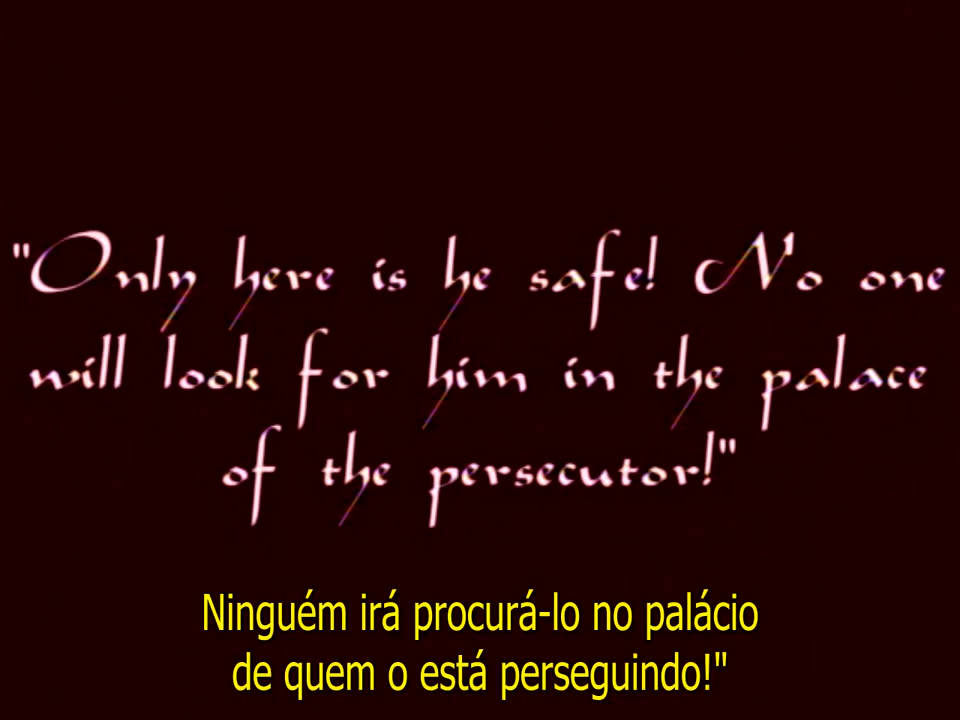 "Only here is he safe! No one
will look for him in the palace
of the persecutor!"
Ninguém irá procurá-lo no palácio
de quem o está perseguindo!"